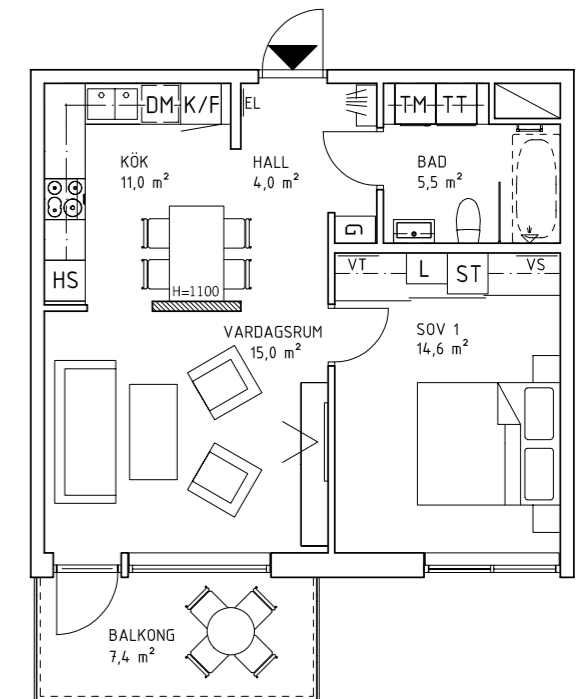 DM K/F
EL
TM TT
KÖK
11,0 m²
HALL
4,0 m²
BAD
5,5 m²
G
HS
H=1100
VT
L
ST
VS
VARDAGSRUM
15,0 m²
SOV 1
14,6 m²
BALKONG
7,4 m²